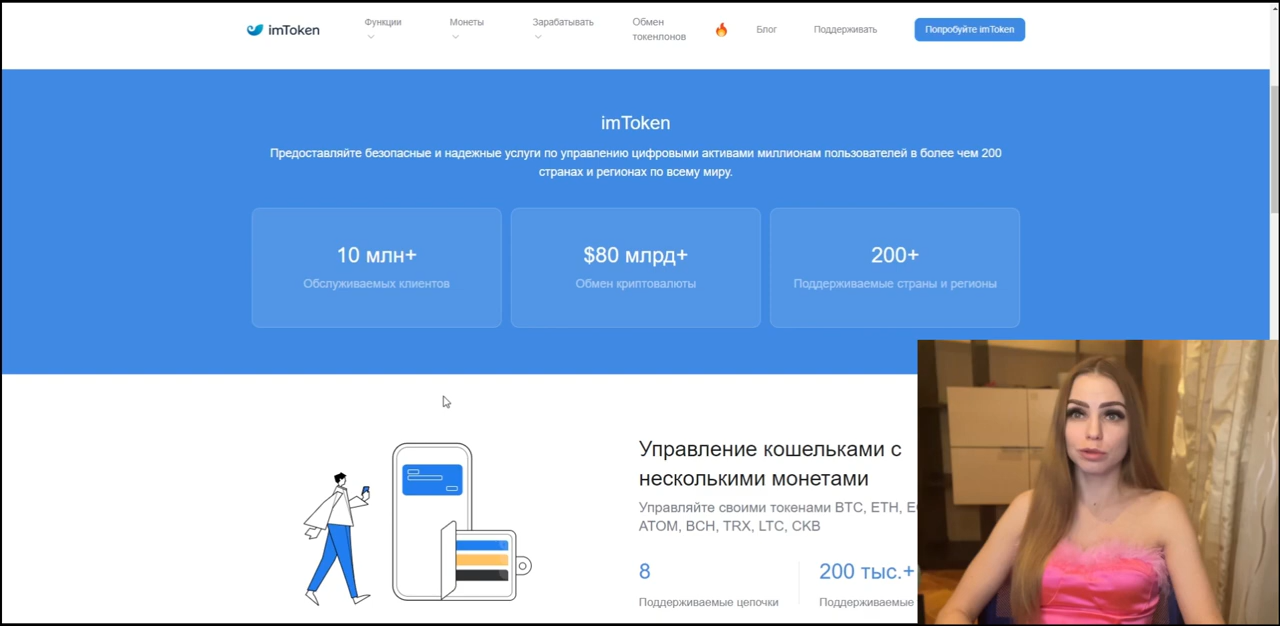 imToken
Функции
Монеты
Зарабатывать
Обмен
токенлонов
Блог
Поддерживать
Попробуйте imToken
imToken
Предоставляйте безопасные и надежные услуги по управлению цифровыми активами миллионам пользователей в более чем 200
странах и регионах по всему миру.
10 млн+
Обслуживаемых клиентов
$80 млрд+
Обмен криптовалюты
200+
Поддерживаемые страны и регионы
Управление кошельками с
несколькими монетами
Управляйте своими токенами BTC, ETH,
ATOM, BCH, TRX, LTC, CKB
8
Поддерживаемые цепочки
200 тыс.+
Поддерживаемые